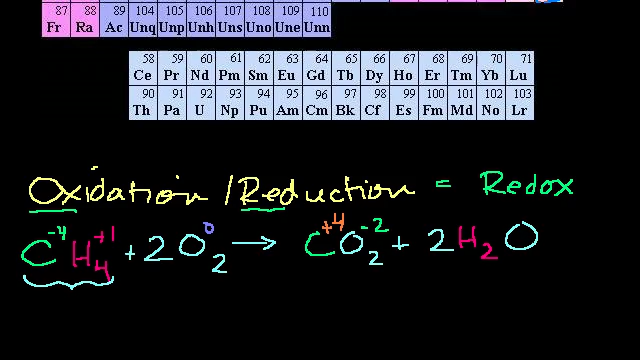 87 88 89 104 105 106 107 108 109 110
Fr Ra Ac Unq Unp Unh Uns Uno Une Unn
58 59 60 61 62 63 64 65 66 67 68 69 70 71
Ce Pr Nd Pm Sm Eu Gd Tb Dy Ho Er Tm Yb Lu
90 91 92 93 94 95 96 97 98 99 100 101 102 103
Th Pa U Np Pu Am Cm Bk Cf Es Fm Md No Lr
Oxidation / Reduction = Redox
C⁻⁴H₄⁺¹ + 2O₂⁰ → C⁺⁴O₂⁻² + 2H₂O